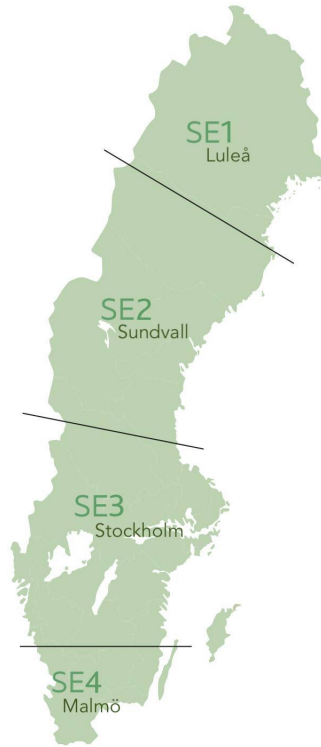 SE1
Luleå
SE2
Sundvall
SE3
Stockholm
SE4
Malmö